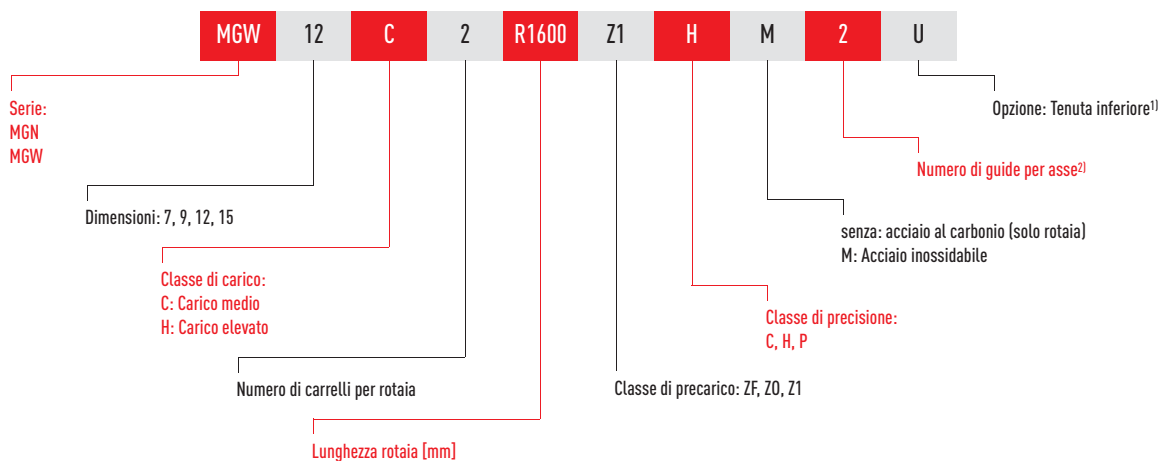 MGW 12 C 2 R1600 Z1 H M 2 U
Serie:
MGN
MGW
Opzione: Tenuta inferiore¹⁾
Numero di guide per asse²⁾
Dimensioni: 7, 9, 12, 15
senza: acciaio al carbonio (solo rotaia)
M: Acciaio inossidabile
Classe di carico:
C: Carico medio
H: Carico elevato
Classe di precisione:
C, H, P
Numero di carrelli per rotaia
Classe di precarico: ZF, Z0, Z1
Lunghezza rotaia [mm]